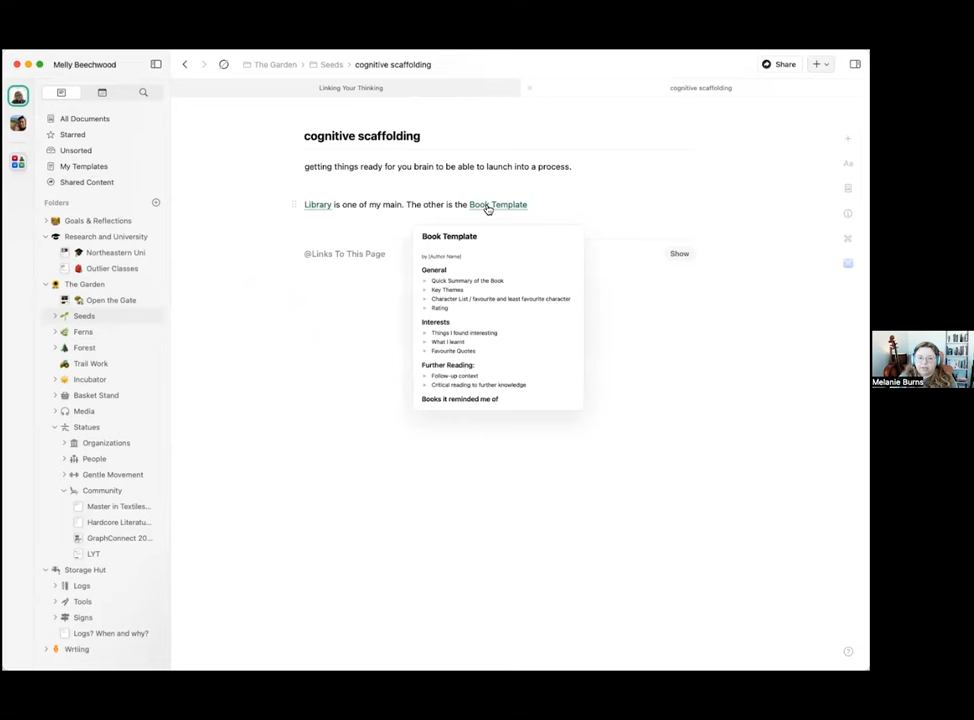 Melly Beechwood
The Garden
Seeds
cognitive scaffolding
Share
Linking Your Thinking
cognitive scaffolding
All Documents
Starred
Unsorted
My Templates
Shared Content
Folders
Goals & Reflections
Research and University
Northeastern Uni
Outlier Classes
The Garden
Open the Gate
Seeds
Ferns
Forest
Trail Work
Incubator
Basket Stand
Media
Statues
Organizations
People
Gentle Movement
Community
Master in Textiles...
Hardcore Literatu...
GraphConnect 20...
LYT
Storage Hut
Logs
Tools
Signs
Logs? When and why?
Writing
cognitive scaffolding
getting things ready for you brain to be able to launch into a process.
Library is one of my main. The other is the Book Template
@Links To This Page
Show
Book Template
by [Author Name]
General
Quick Summary of the Book
Key Themes
Character List / favourite and least favourite character
Rating
Interests
Things I found interesting
What I learnt
Favourite Quotes
Further Reading:
Follow-up context
Critical reading to further knowledge
Books it reminded me of
Aa
Melanie Burns